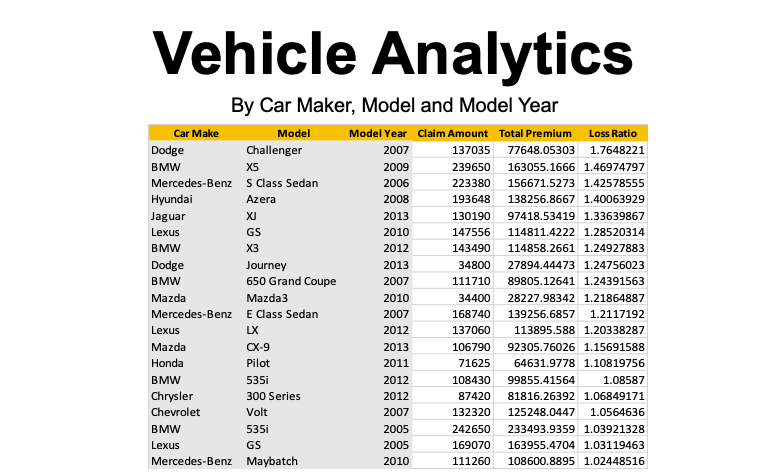 Vehicle Analytics
By Car Maker, Model and Model Year
Car Make Model Model Year Claim Amount Total Premium Loss Ratio
Dodge Challenger 2007 137035 77648.05303 1.7648221
BMW X5 2009 239650 163055.1666 1.46974797
Mercedes-Benz S Class Sedan 2006 223380 156671.5273 1.42578555
Hyundai Azera 2008 193648 138256.8667 1.40063929
Jaguar XJ 2013 130190 97418.53419 1.33639867
Lexus GS 2010 147556 114811.4222 1.28520314
BMW X3 2012 143490 114858.2661 1.24927883
Dodge Journey 2013 34800 27894.44473 1.24756023
BMW 650 Grand Coupe 2007 111710 89805.12641 1.24391563
Mazda Mazda3 2010 34400 28227.98342 1.21864887
Mercedes-Benz E Class Sedan 2007 168740 139256.6857 1.2117192
Lexus LX 2012 137060 113895.588 1.20338287
Mazda CX-9 2013 106790 92305.76026 1.15691588
Honda Pilot 2011 71625 64631.9778 1.10819756
BMW 535i 2012 108430 99855.41564 1.08587
Chrysler 300 Series 2012 87420 81816.26392 1.06849171
Chevrolet Volt 2007 132320 125248.0447 1.0564636
BMW 535i 2005 242650 233493.9359 1.03921328
Lexus GS 2005 169070 163955.4704 1.03119463
Mercedes-Benz Maybatch 2010 111260 108600.8895 1.02448516